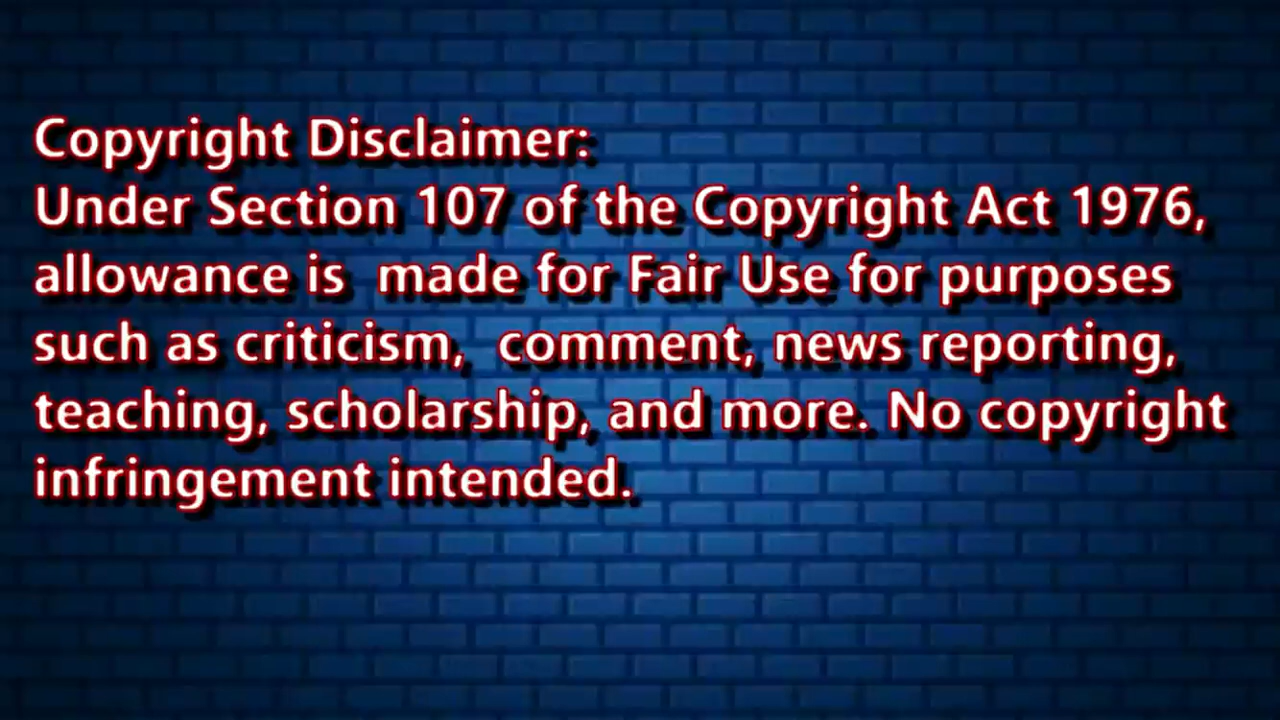 Copyright Disclaimer:
Under Section 107 of the Copyright Act 1976,
allowance is  made for Fair Use for purposes
such as criticism,  comment, news reporting,
teaching, scholarship, and more. No copyright
infringement intended.